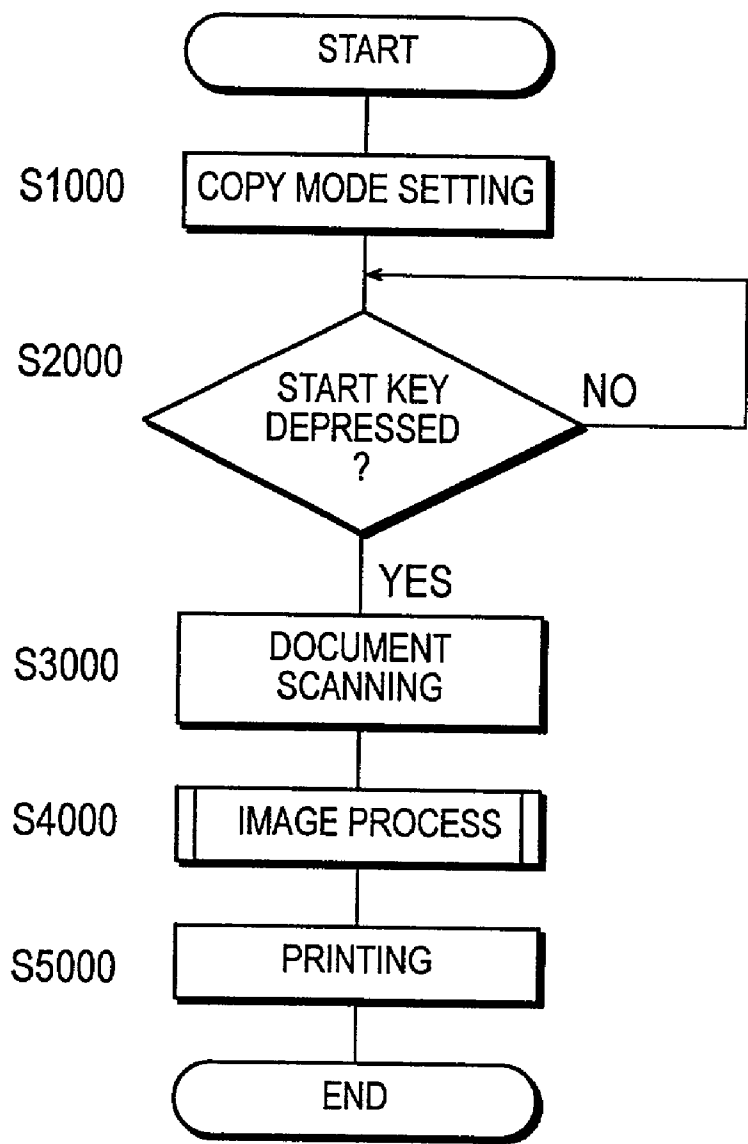 START
S1000
COPY MODE SETTING
S2000
START KEY
DEPRESSED
?
NO
YES
S3000
DOCUMENT
SCANNING
S4000
IMAGE PROCESS
S5000
PRINTING
END